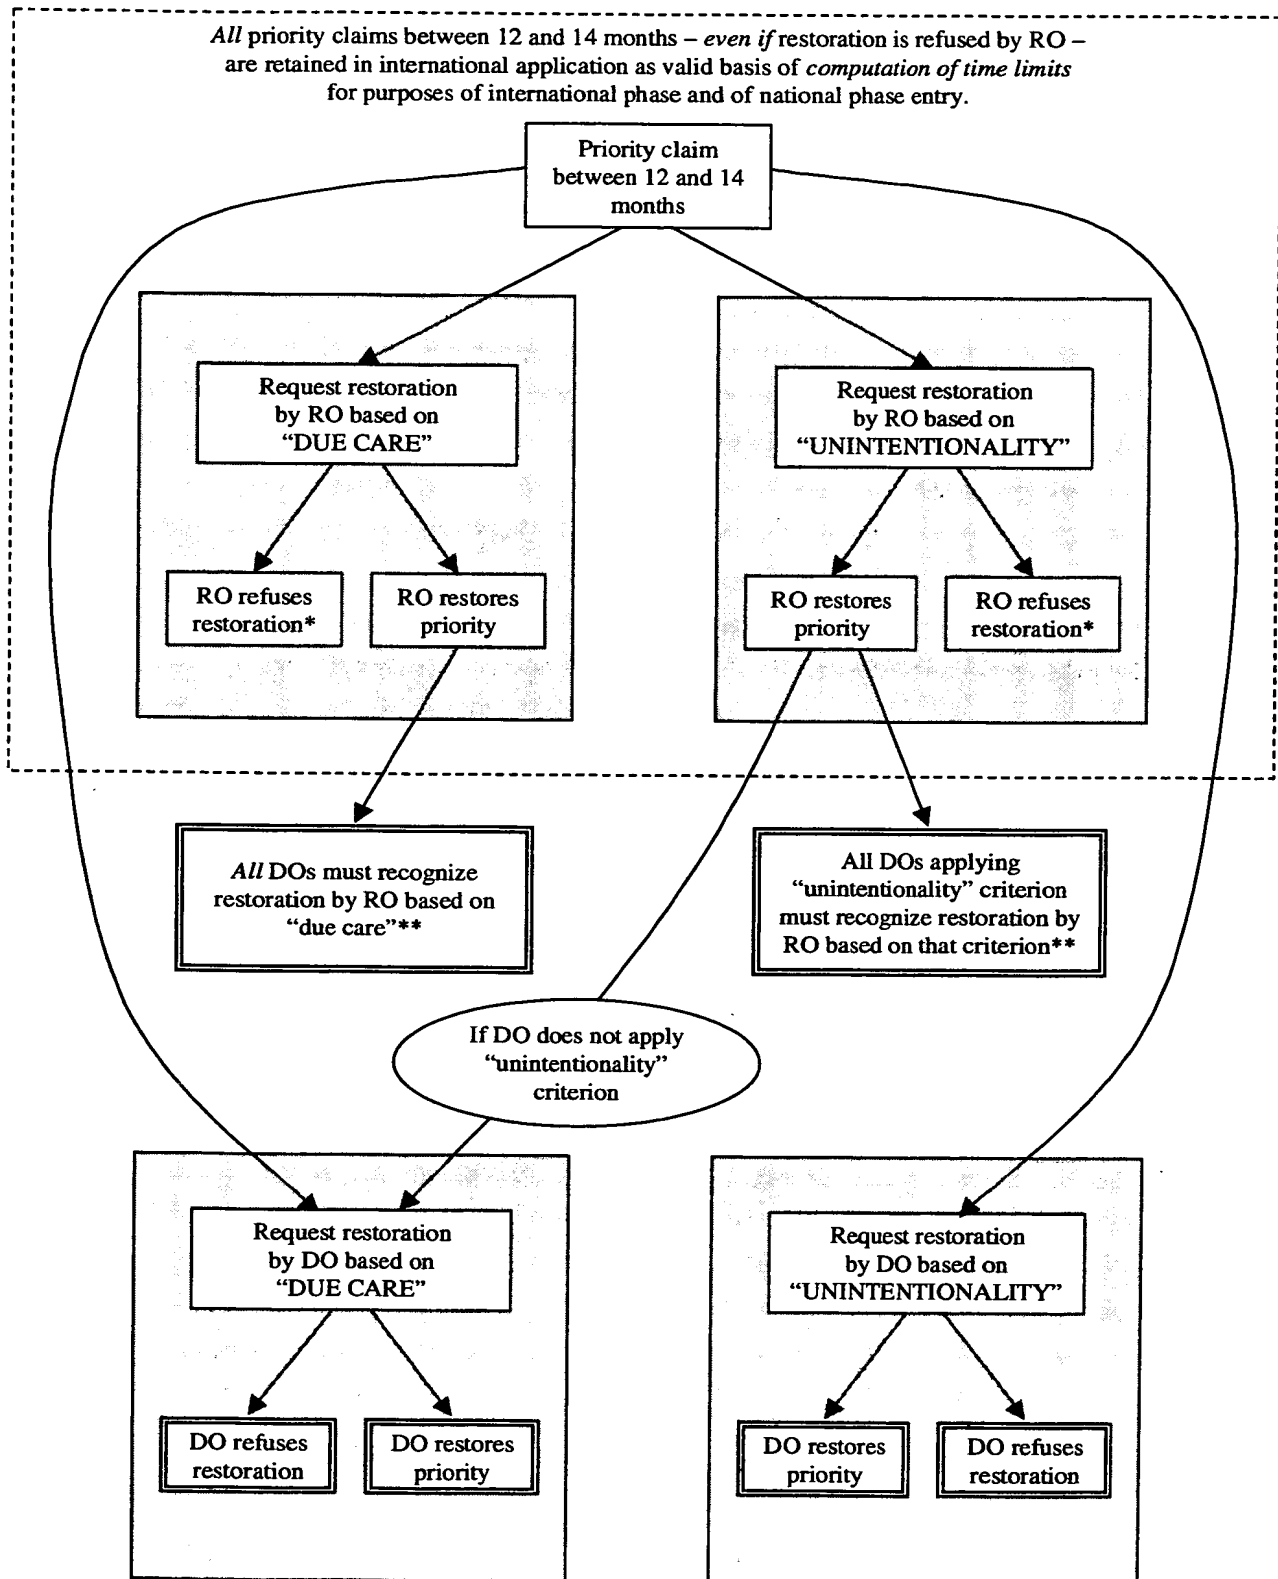 All priority claims between 12 and 14 months – even if restoration is refused by RO –
are retained in international application as valid basis of computation of time limits
for purposes of international phase and of national phase entry.
Priority claim
between 12 and 14
months
Request restoration
by RO based on
“DUE CARE”
Request restoration
by RO based on
“UNINTENTIONALITY”
RO refuses
restoration*
RO restores
priority
RO restores
priority
RO refuses
restoration*
All DOs must recognize
restoration by RO based on
“due care”**
All DOs applying
“unintentionality” criterion
must recognize restoration by
RO based on that criterion**
If DO does not apply
“unintentionality”
criterion
Request restoration
by DO based on
“DUE CARE”
Request restoration
by DO based on
“UNINTENTIONALITY”
DO refuses
restoration
DO restores
priority
DO restores
priority
DO refuses
restoration